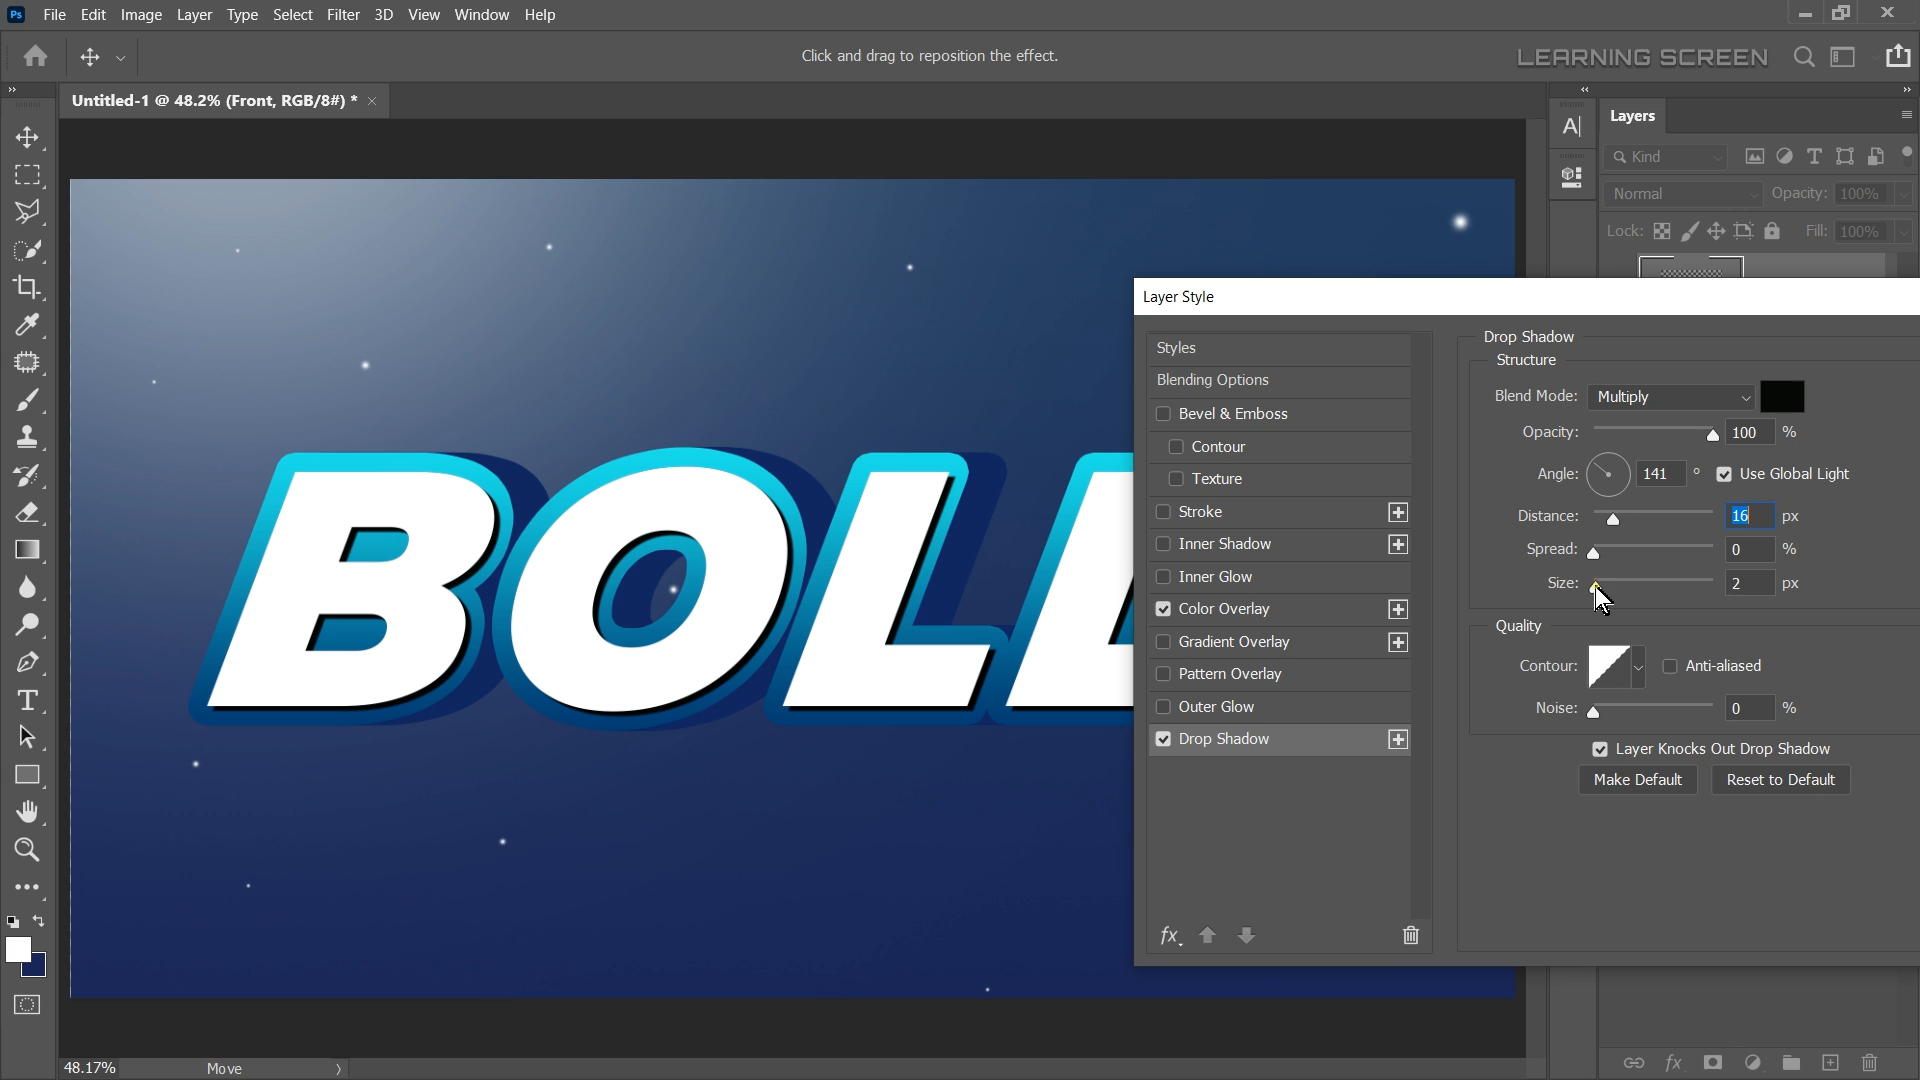 Ps File Edit Image Layer Type Select Filter 3D View Window Help
Click and drag to reposition the effect.
LEARNING SCREEN
Untitled-1 @ 48.2% (Front, RGB/8#) *
Layers
Kind
Normal
Opacity: 100%
Lock:
Fill: 100%
BOL
Layer Style
Styles
Blending Options
Bevel & Emboss
Contour
Texture
Stroke
Inner Shadow
Inner Glow
Color Overlay
Gradient Overlay
Pattern Overlay
Outer Glow
Drop Shadow
fx
Drop Shadow
Structure
Blend Mode: Multiply
Opacity: 100 %
Angle: 141 ° Use Global Light
Distance: 16 px
Spread: 0 %
Size: 2 px
Quality
Contour: Anti-aliased
Noise: 0 %
Layer Knocks Out Drop Shadow
Make Default Reset to Default
48.17% Move
fx